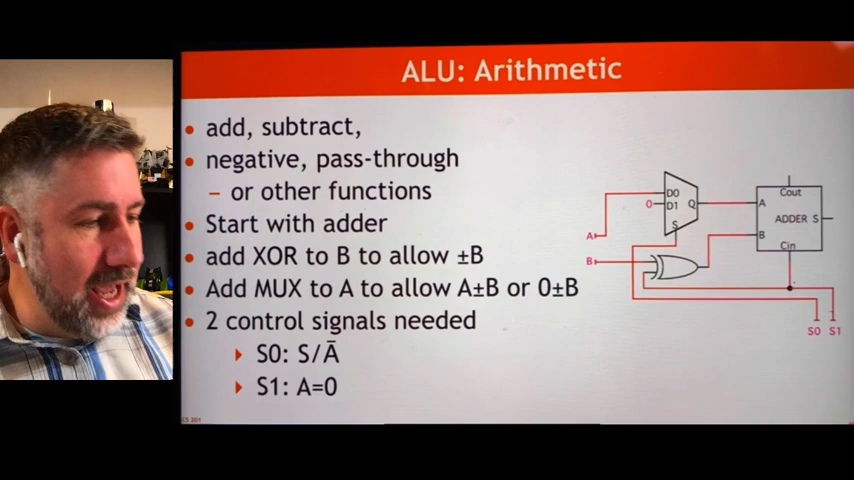 ALU: Arithmetic
• add, subtract,
• negative, pass-through
– or other functions
• Start with adder
• add XOR to B to allow ±B
• Add MUX to A to allow A±B or 0±B
• 2 control signals needed
S0: S/Ā
S1: A=0
D0
0 D1 Q
S
A
B
Cout
A
ADDER S
B
Cin
S0 S1
CS 201